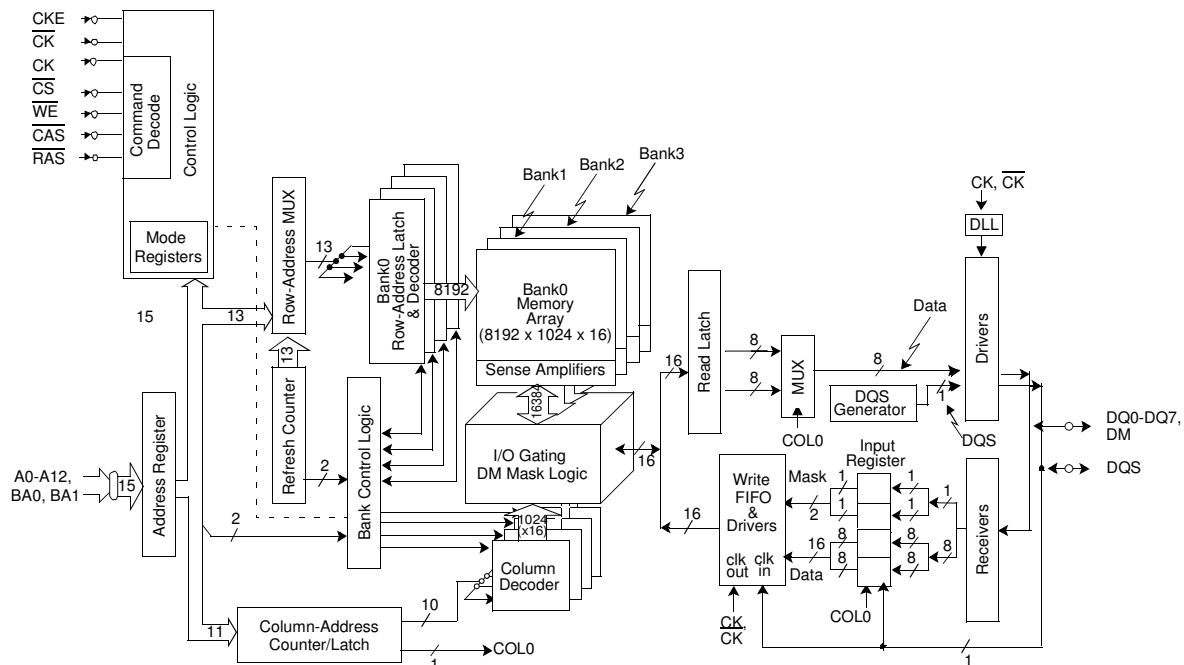 CKE
CK
CK
CS
WE
CAS
RAS
Command
Decode
Control Logic
Mode
Registers
15
13
Row-Address MUX
13
Refresh Counter
13
Bank0
Row-Address Latch
& Decoder
8192
Bank1
Bank2
Bank3
Bank0
Memory
Array
(8192 x 1024 x 16)
Sense Amplifiers
16384
I/O Gating
DM Mask Logic
2
Bank Control Logic
A0-A12,
BA0, BA1
15
Address Register
2
1024
(x16)
Column
Decoder
11
Column-Address
Counter/Latch
10
1
COL0
16
16
16
Read Latch
8
8
MUX
COL0
8
Data
DQS
Generator
1
DQS
CK, CK
DLL
Drivers
DQ0-DQ7,
DM
DQS
Input
Register
Write
FIFO
&
Drivers
clk
out
clk
in
Mask
2
16
Data
1
1
8
8
1
1
8
8
1
8
Receivers
CK,
CK
COL0
1